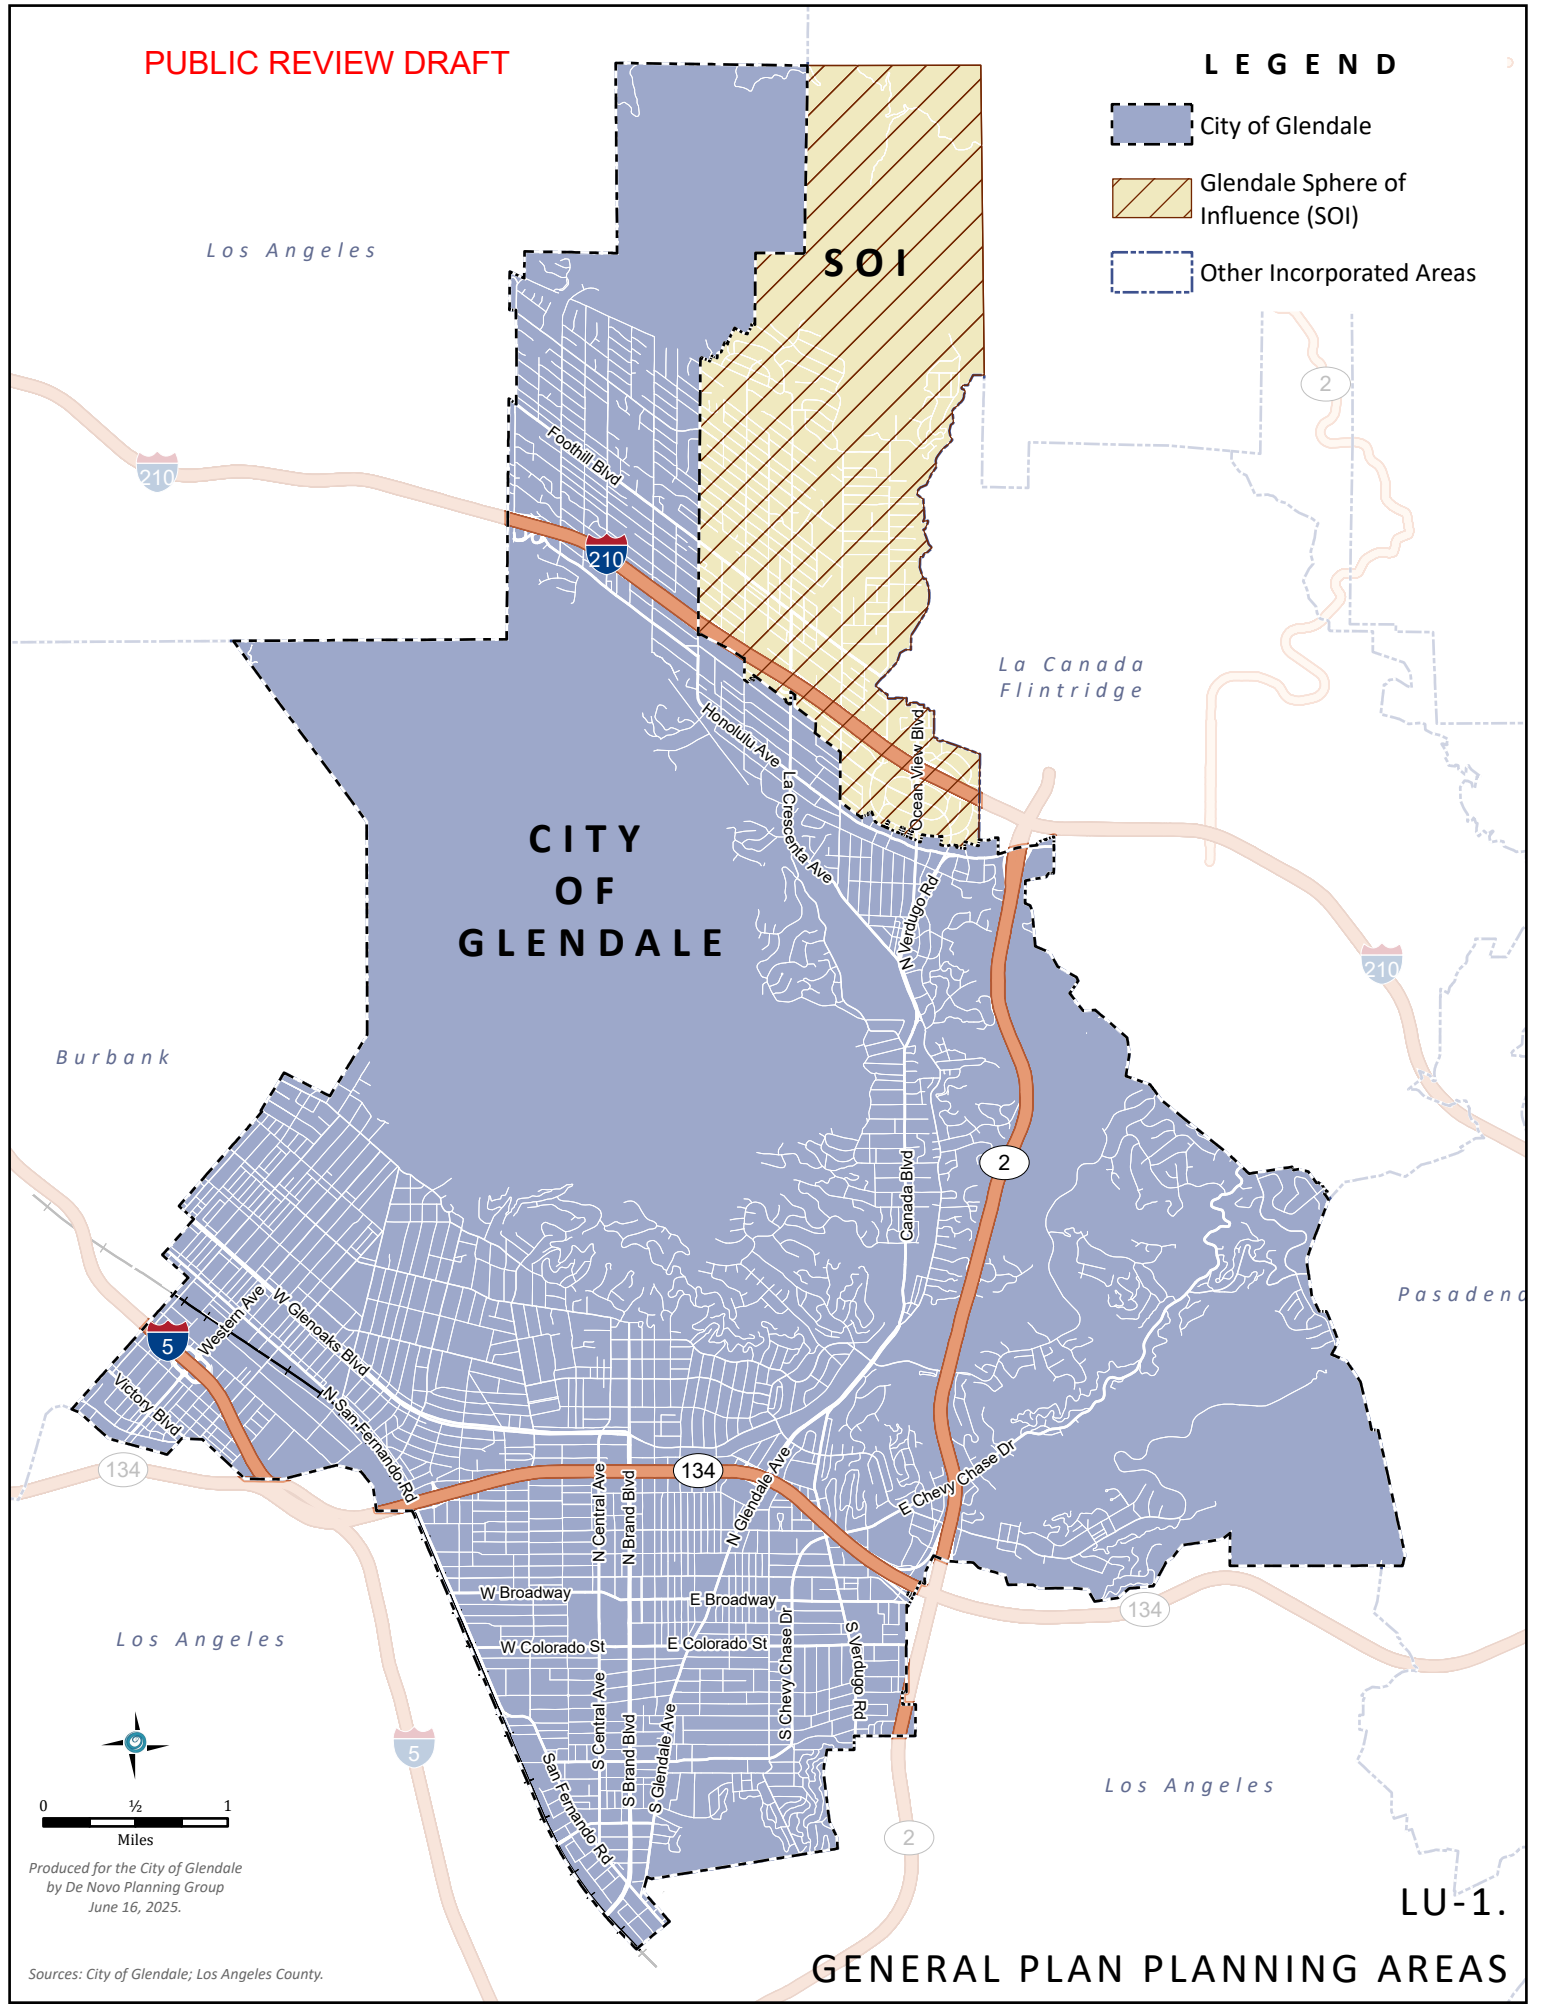 PUBLIC REVIEW DRAFT
LEGEND
City of Glendale
Glendale Sphere of
Influence (SOI)
Other Incorporated Areas
Los Angeles
SOI
2
210
Foothill Blvd
210
La Canada
Flintridge
Honolulu Ave
Ocean View Blvd
La Crescenta Ave
CITY
OF
GLENDALE
N Verdugo Rd
210
Burbank
2
Canada Blvd
Pasadena
Western Ave
W Glenoaks Blvd
5
Victory Blvd
N San Fernando Rd
134
134
N Central Ave
N Brand Blvd
N Glendale Ave
E Chevy Chase Dr
W Broadway
E Broadway
134
Los Angeles
W Colorado St
E Colorado St
S Chevy Chase Dr
S Verdugo Rd
S Central Ave
S Brand Blvd
S Glendale Ave
5
San Fernando Rd
Los Angeles
2
0 ½ 1
Miles
Produced for the City of Glendale
by De Novo Planning Group
June 16, 2025.
LU-1.
GENERAL PLAN PLANNING AREAS
Sources: City of Glendale; Los Angeles County.